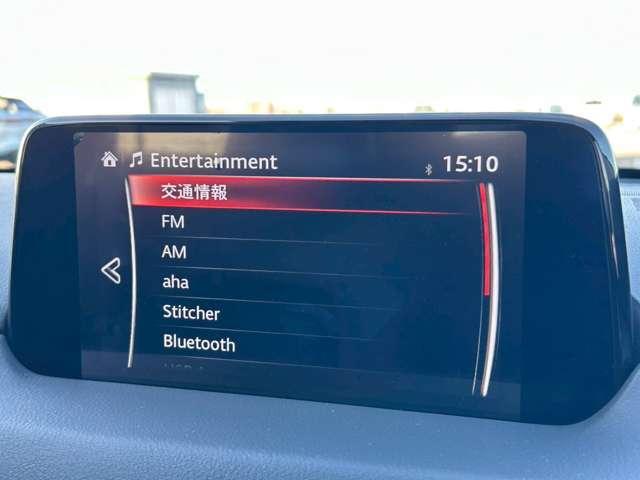 Entertainment 15:10
交通情報
FM
AM
aha
Stitcher
Bluetooth